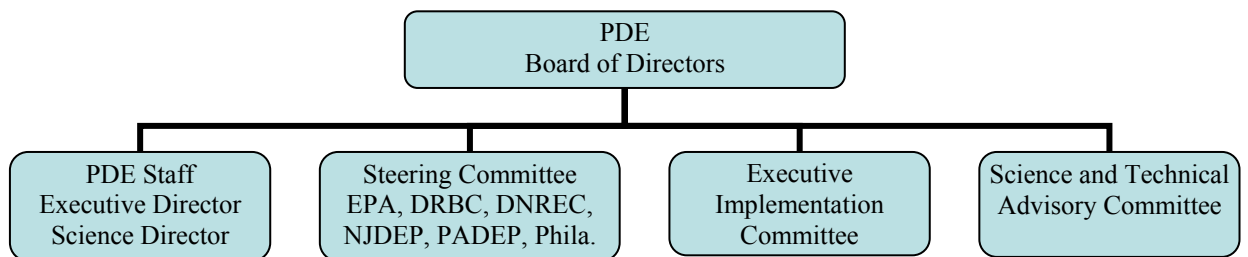 PDE
Board of Directors
PDE Staff
Executive Director
Science Director
Steering Committee
EPA, DRBC, DNREC,
NJDEP, PADEP, Phila.
Executive
Implementation
Committee
Science and Technical
Advisory Committee